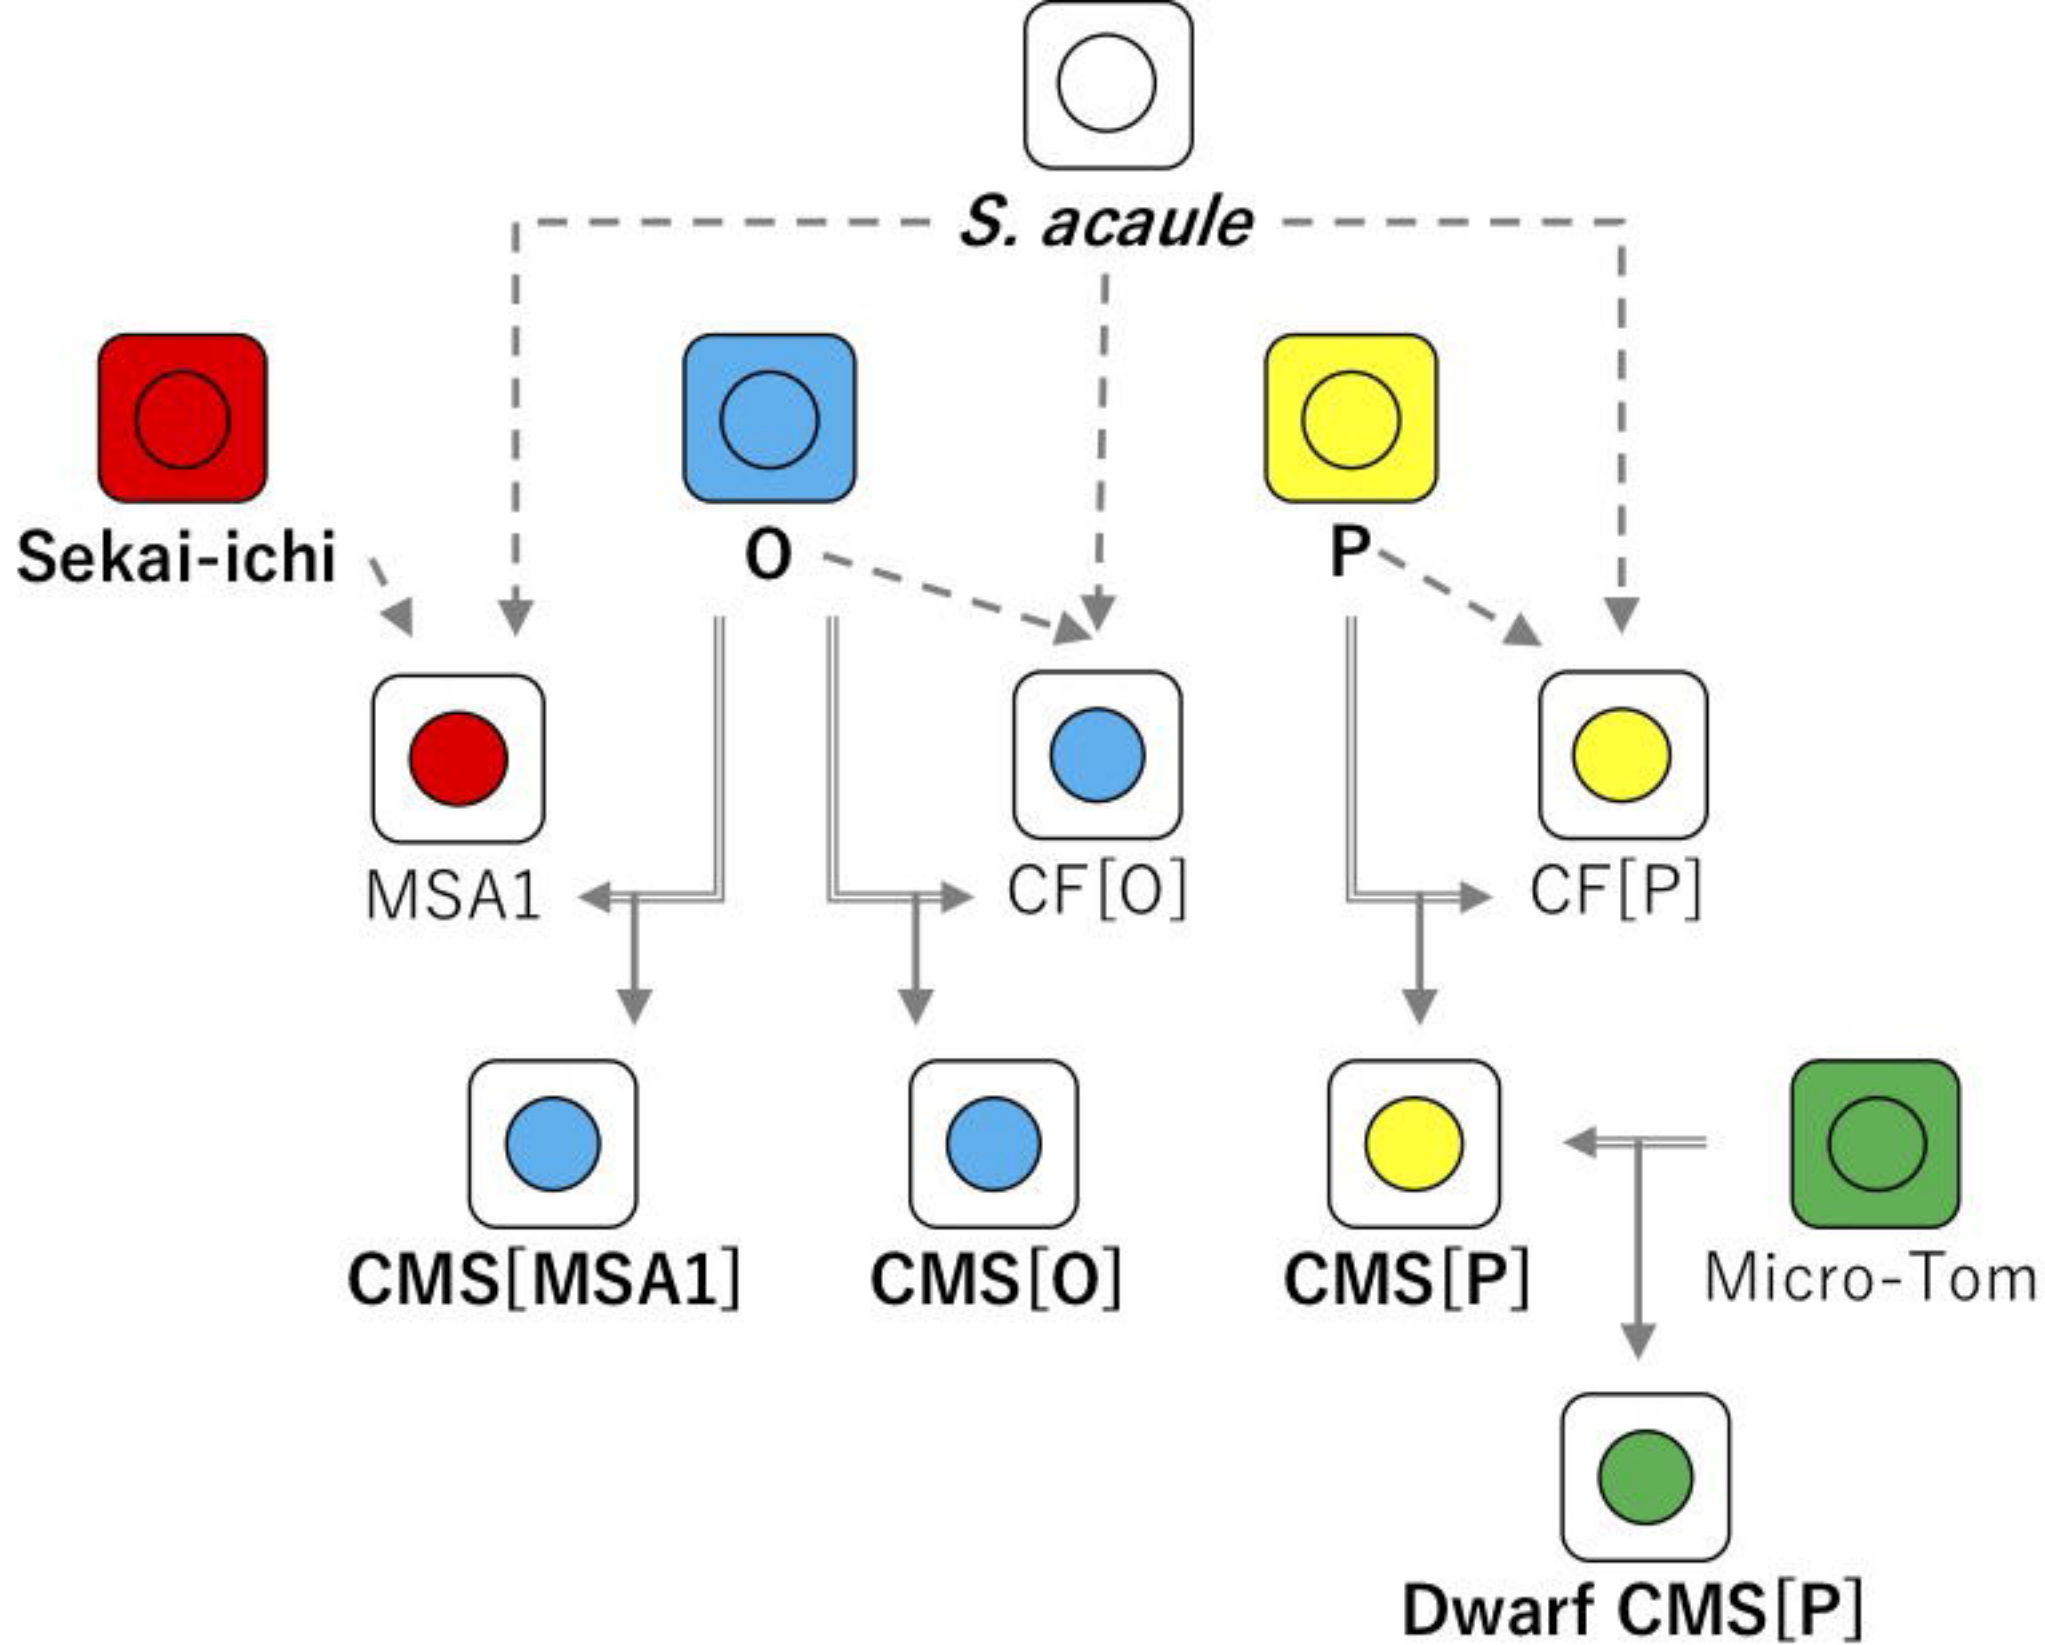 S. acaule
Sekai-ichi
O
P
MSA1
CF[O]
CF[P]
CMS[MSA1]
CMS[O]
CMS[P]
Micro-Tom
Dwarf CMS[P]